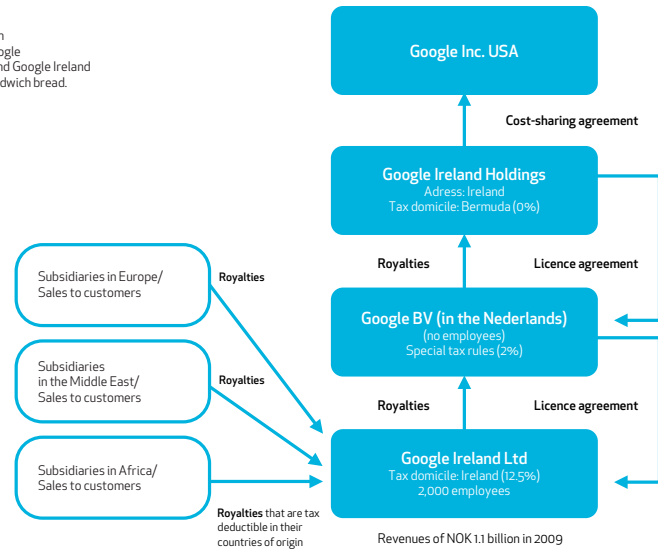 ogle
nd Google Ireland
dwich bread.
Google Inc. USA
Cost-sharing agreement
Google Ireland Holdings
Adress: Ireland
Tax domicile: Bermuda (0%)
Royalties
Licence agreement
Subsidiaries in Europe/
Sales to customers
Royalties
Google BV (in the Nederlands)
(no employees)
Special tax rules (2%)
Subsidiaries
in the Middle East/
Sales to customers
Royalties
Royalties
Licence agreement
Google Ireland Ltd
Tax domicile: Ireland (12.5%)
2,000 employees
Subsidiaries in Africa/
Sales to customers
Royalties that are tax
deductible in their
countries of origin
Revenues of NOK 1.1 billion in 2009